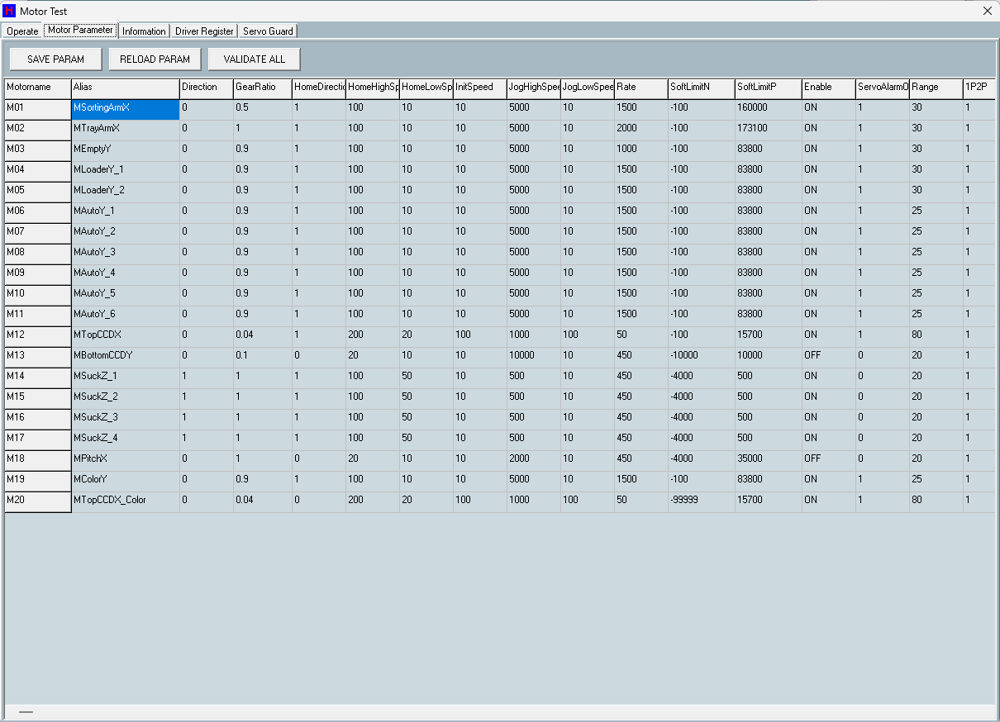 H Motor Test
Operate Motor Parameter Information Driver Register Servo Guard
SAVE PARAM RELOAD PARAM VALIDATE ALL
Motorname Alias Direction GearRatio HomeDirectic HomeHighSp HomeLowSp InitSpeed JogHighSpee JogLowSpee Rate SoftLimitN SoftLimitP Enable ServoAlarmO Range 1P2P
M01 MSortingArmX 0 0.5 1 100 10 10 5000 10 1500 -100 160000 ON 1 30 1
M02 MTrayArmX 0 1 1 100 10 10 5000 10 2000 -100 173100 ON 1 30 1
M03 MEmptyY 0 0.9 1 100 10 10 5000 10 1000 -100 83800 ON 1 30 1
M04 MLoaderY_1 0 0.9 1 100 10 10 5000 10 1500 -100 83800 ON 1 30 1
M05 MLoaderY_2 0 0.9 1 100 10 10 5000 10 1500 -100 83800 ON 1 30 1
M06 MAutoY_1 0 0.9 1 100 10 10 5000 10 1500 -100 83800 ON 1 25 1
M07 MAutoY_2 0 0.9 1 100 10 10 5000 10 1500 -100 83800 ON 1 25 1
M08 MAutoY_3 0 0.9 1 100 10 10 5000 10 1500 -100 83800 ON 1 25 1
M09 MAutoY_4 0 0.9 1 100 10 10 5000 10 1500 -100 83800 ON 1 25 1
M10 MAutoY_5 0 0.9 1 100 10 10 5000 10 1500 -100 83800 ON 1 25 1
M11 MAutoY_6 0 0.9 1 100 10 10 5000 10 1500 -100 83800 ON 1 25 1
M12 MTopCCDX 0 0.04 1 200 20 100 1000 100 50 -100 15700 ON 1 80 1
M13 MBottomCCDY 0 0.1 0 20 10 10 10000 10 450 -10000 10000 OFF 0 20 1
M14 MSuckZ_1 1 1 1 100 50 10 500 10 450 -4000 500 ON 0 20 1
M15 MSuckZ_2 1 1 1 100 50 10 500 10 450 -4000 500 ON 0 20 1
M16 MSuckZ_3 1 1 1 100 50 10 500 10 450 -4000 500 ON 0 20 1
M17 MSuckZ_4 1 1 1 100 50 10 500 10 450 -4000 500 ON 0 20 1
M18 MPitchX 0 1 0 20 10 10 2000 10 450 -4000 35000 OFF 0 20 1
M19 MColorY 0 0.9 1 100 10 10 5000 10 1500 -100 83800 ON 1 25 1
M20 MTopCCDX_Color 0 0.04 0 200 20 100 1000 100 50 -99999 15700 ON 1 80 1